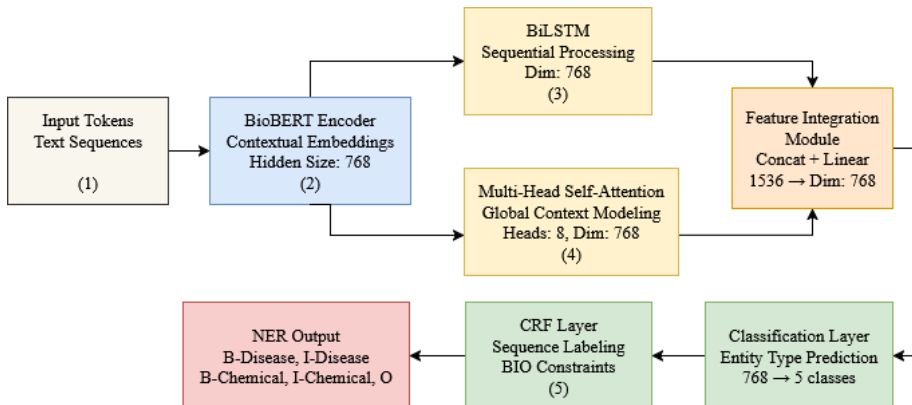 Input Tokens
Text Sequences
(1)
BioBERT Encoder
Contextual Embeddings
Hidden Size: 768
(2)
BiLSTM
Sequential Processing
Dim: 768
(3)
Multi-Head Self-Attention
Global Context Modeling
Heads: 8, Dim: 768
(4)
Feature Integration
Module
Concat + Linear
1536 → Dim: 768
Classification Layer
Entity Type Prediction
768 → 5 classes
CRF Layer
Sequence Labeling
BIO Constraints
(5)
NER Output
B-Disease, I-Disease
B-Chemical, I-Chemical, O